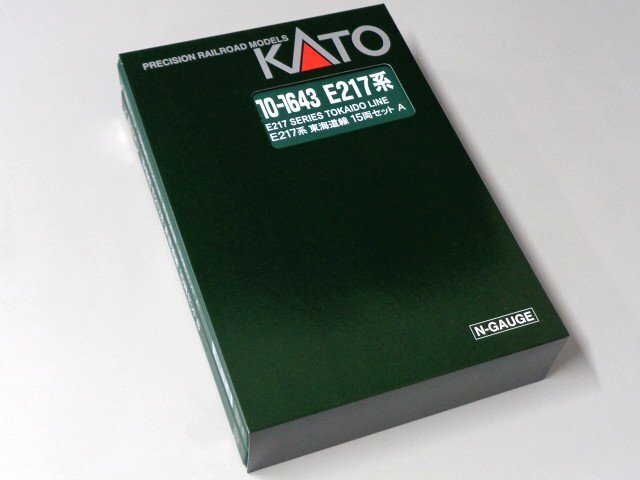 PRECISION RAILROAD MODELS
KATO
10-1643 E217系
E217 SERIES TOKAIDO LINE
E217系 東海道線 15両セット A
N-GAUGE